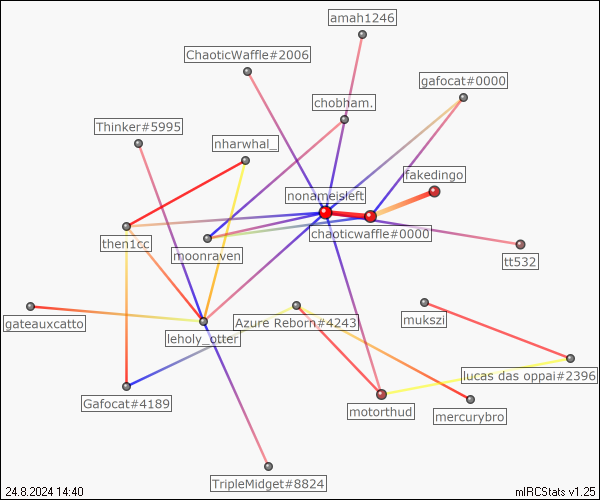 amah1246
ChaoticWaffle#2006
gafocat#0000
chobham.
Thinker#5995
nharwhal_
fakedingo
nonameisleft
chaoticwaffle#0000
then1cc
moonraven
tt532
gateauxcatto
Azure Reborn#4243
mukszi
leholy_otter
lucas das oppai#2396
Gafocat#4189
motorthud
mercurybro
TripleMidget#8824
24.8.2024 14:40
mIRCStats v1.25